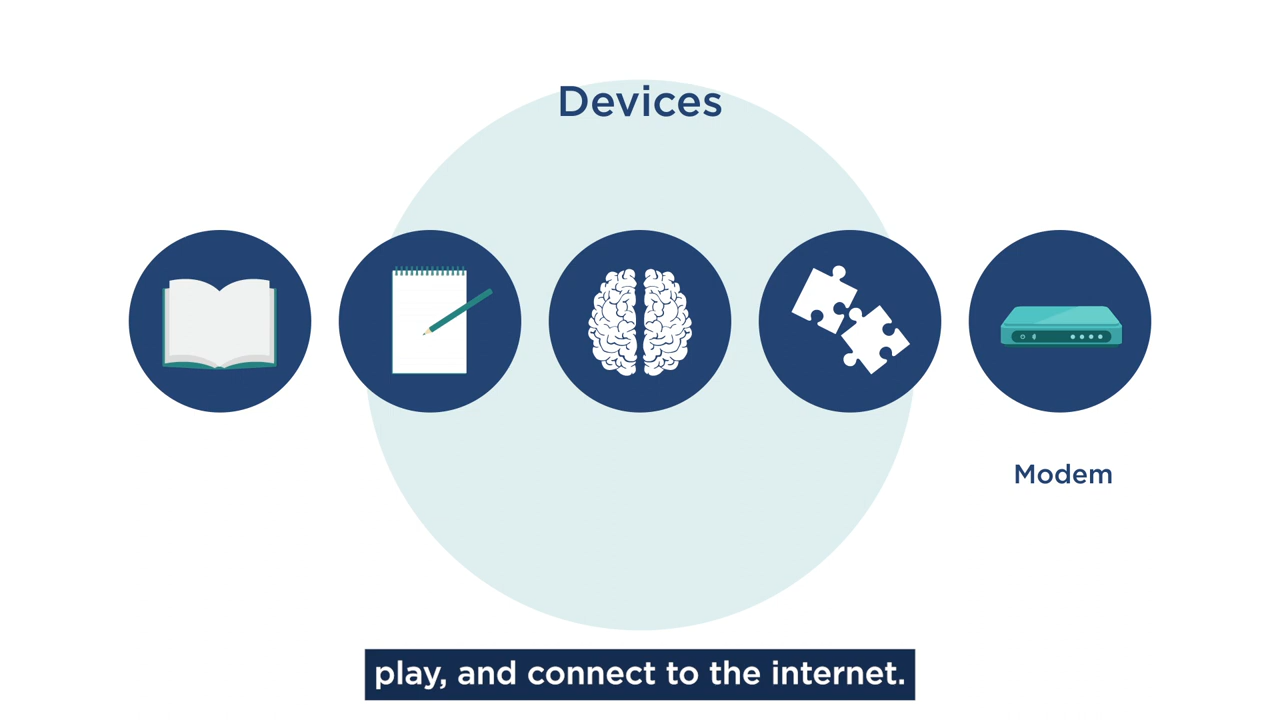 Devices
Modem
play, and connect to the internet.